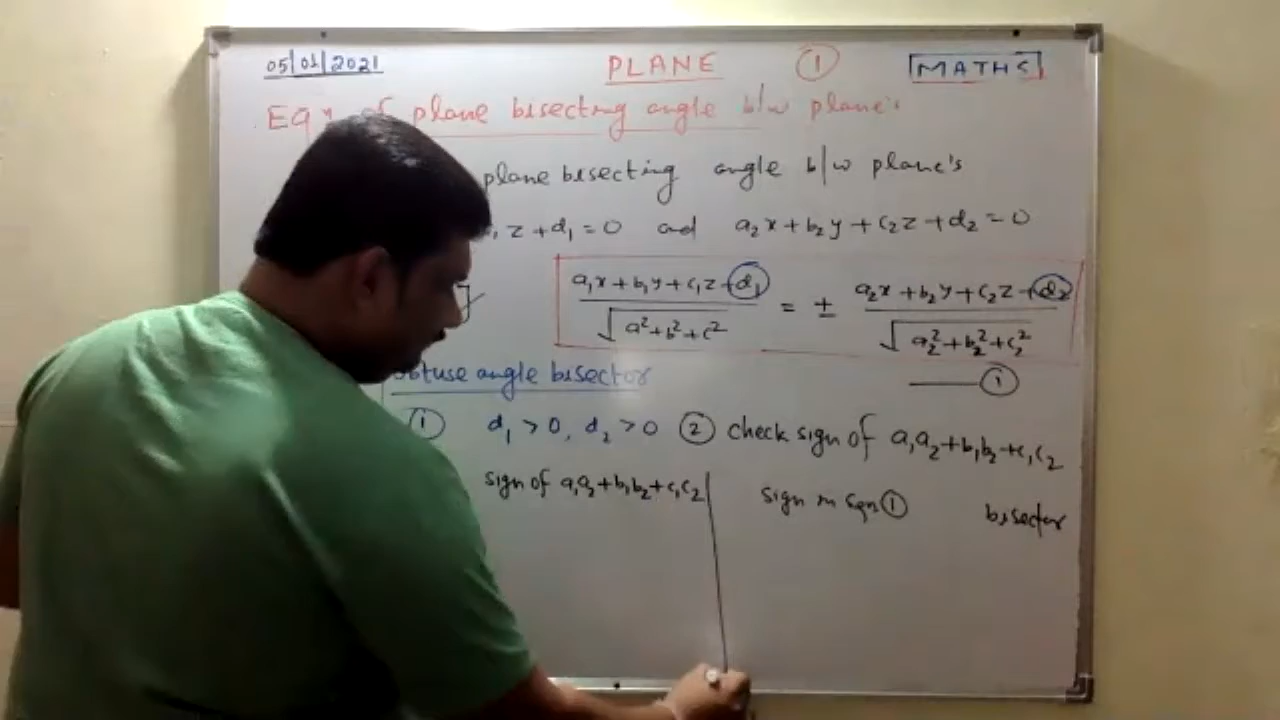 05/01/2021 PLANE ① MATHS
Eqn of plane bisecting angle b/w plane's
plane bisecting angle b/w plane's
z+d₁=0 and a₂x+b₂y+c₂z+d₂=0
a₁x+b₁y+c₁z+d₁ / √a²+b²+c² = ± a₂x+b₂y+c₂z+d₂ / √a₂²+b₂²+c₂²
obtuse angle bisector ①
① d₁>0, d₂>0 ② check sign of a₁a₂+b₁b₂+c₁c₂
sign of a₁a₂+b₁b₂+c₁c₂ sign in eqn ① bisector